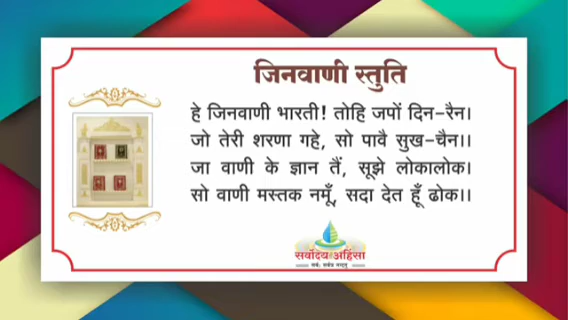 जिनवाणी स्तुति
हे जिनवाणी भारती! तोहि जपों दिन-रैन।
जो तेरी शरणा गहे, सो पावै सुख-चैन।।
जा वाणी के ज्ञान तैं, सूझे लोकालोक।
सो वाणी मस्तक नमूँ, सदा देत हूँ ढोक।।
सर्वोदय अहिंसा